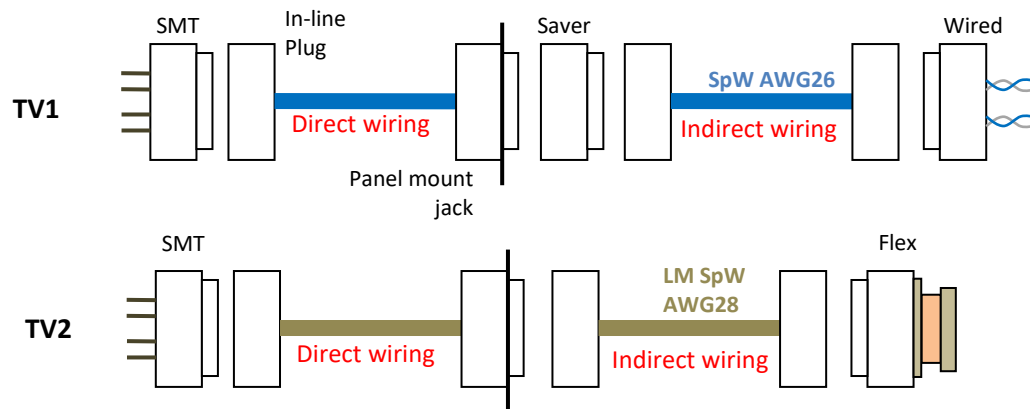 SMT
In-line
Plug
Saver
Wired
TV1
SpW AWG26
Direct wiring
Indirect wiring
Panel mount
jack
SMT
Flex
TV2
LM SpW
AWG28
Direct wiring
Indirect wiring